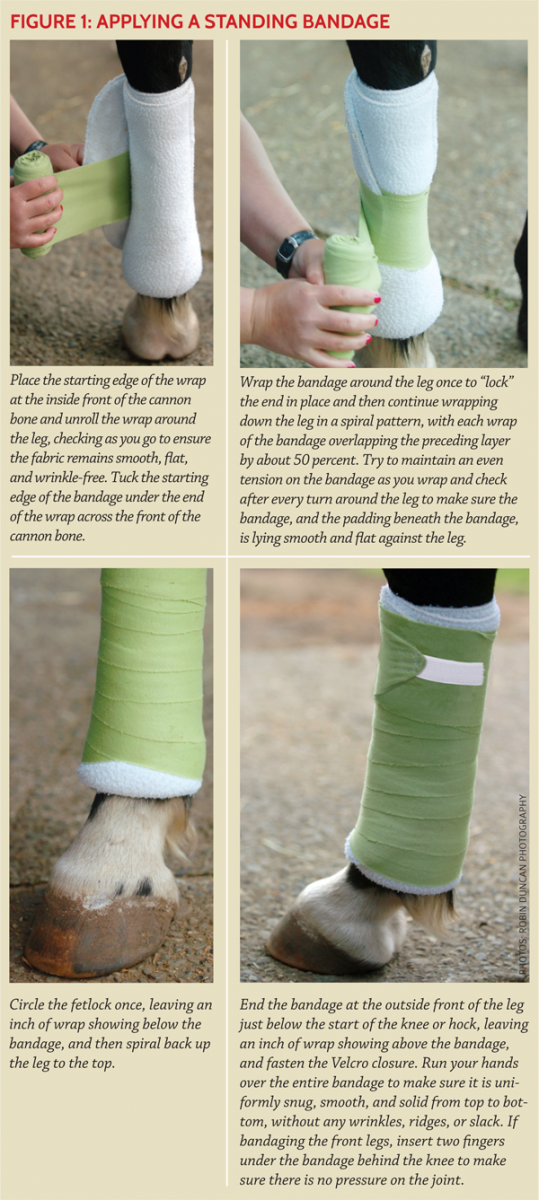 FIGURE 1: APPLYING A STANDING BANDAGE
Place the starting edge of the wrap
at the inside front of the cannon
bone and unroll the wrap around
the leg, checking as you go to ensure
the fabric remains smooth, flat,
and wrinkle-free. Tuck the starting
edge of the bandage under the end
of the wrap across the front of the
cannon bone.
Wrap the bandage around the leg once to “lock”
the end in place and then continue wrapping
down the leg in a spiral pattern, with each wrap
of the bandage overlapping the preceding layer
by about 50 percent. Try to maintain an even
tension on the bandage as you wrap and check
after every turn around the leg to make sure the
bandage, and the padding beneath the bandage,
is lying smooth and flat against the leg.
Circle the fetlock once, leaving an
inch of wrap showing below the
bandage, and then spiral back up
the leg to the top.
PHOTOS: ROBIN DUNCAN PHOTOGRAPHY
End the bandage at the outside front of the leg
just below the start of the knee or hock, leaving
an inch of wrap showing above the bandage,
and fasten the Velcro closure. Run your hands
over the entire bandage to make sure it is uni-
formly snug, smooth, and solid from top to bot-
tom, without any wrinkles, ridges, or slack. If
bandaging the front legs, insert two fingers
under the bandage behind the knee to make
sure there is no pressure on the joint.